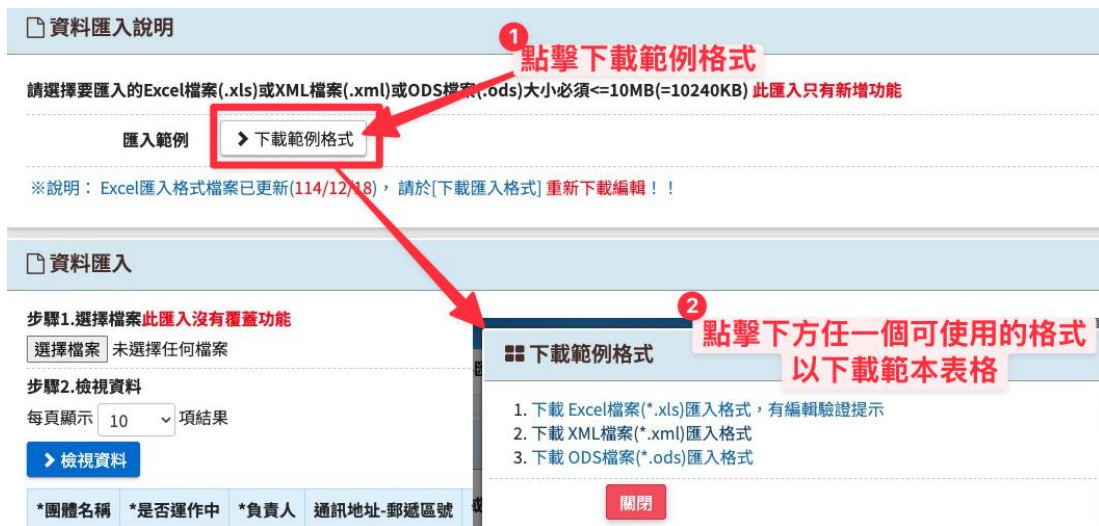 資料匯入說明
1
點擊下載範例格式
請選擇要匯入的Excel檔案(.xls)或XML檔案(.xml)或ODS檔案(.ods)大小必須<=10MB(=10240KB) 此匯入只有新增功能
匯入範例
下載範例格式
※說明： Excel匯入格式檔案已更新(114/12/18)， 請於[下載匯入格式] 重新下載編輯！！
資料匯入
步驟1.選擇檔案此匯入沒有覆蓋功能
選擇檔案 未選擇任何檔案
步驟2.檢視資料
每頁顯示 10 項結果
檢視資料
*團體名稱 *是否運作中 *負責人 通訊地址-郵遞區號
2
點擊下方任一個可使用的格式
以下載範本表格
下載範例格式
1. 下載 Excel檔案(*.xls)匯入格式，有編輯驗證提示
2. 下載 XML檔案(*.xml)匯入格式
3. 下載 ODS檔案(*.ods)匯入格式
關閉